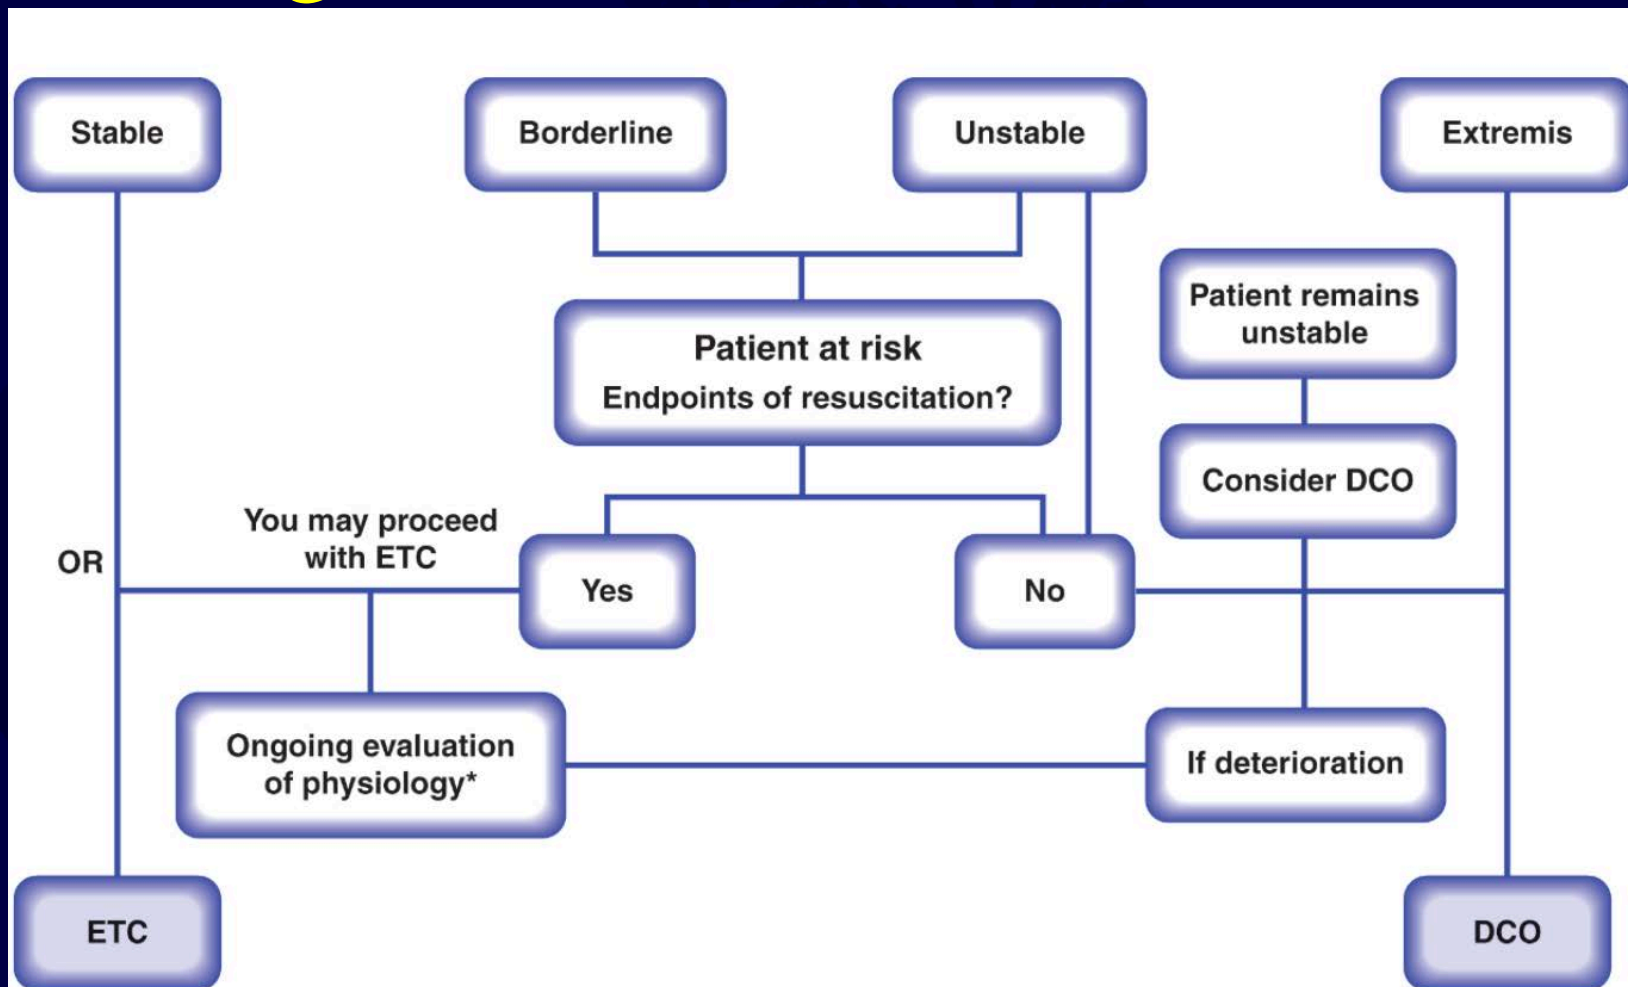 Stable
Borderline
Unstable
Extremis
Patient at risk
Endpoints of resuscitation?
Patient remains
unstable
Consider DCO
You may proceed
with ETC
OR
Yes
No
Ongoing evaluation
of physiology*
If deterioration
ETC
DCO